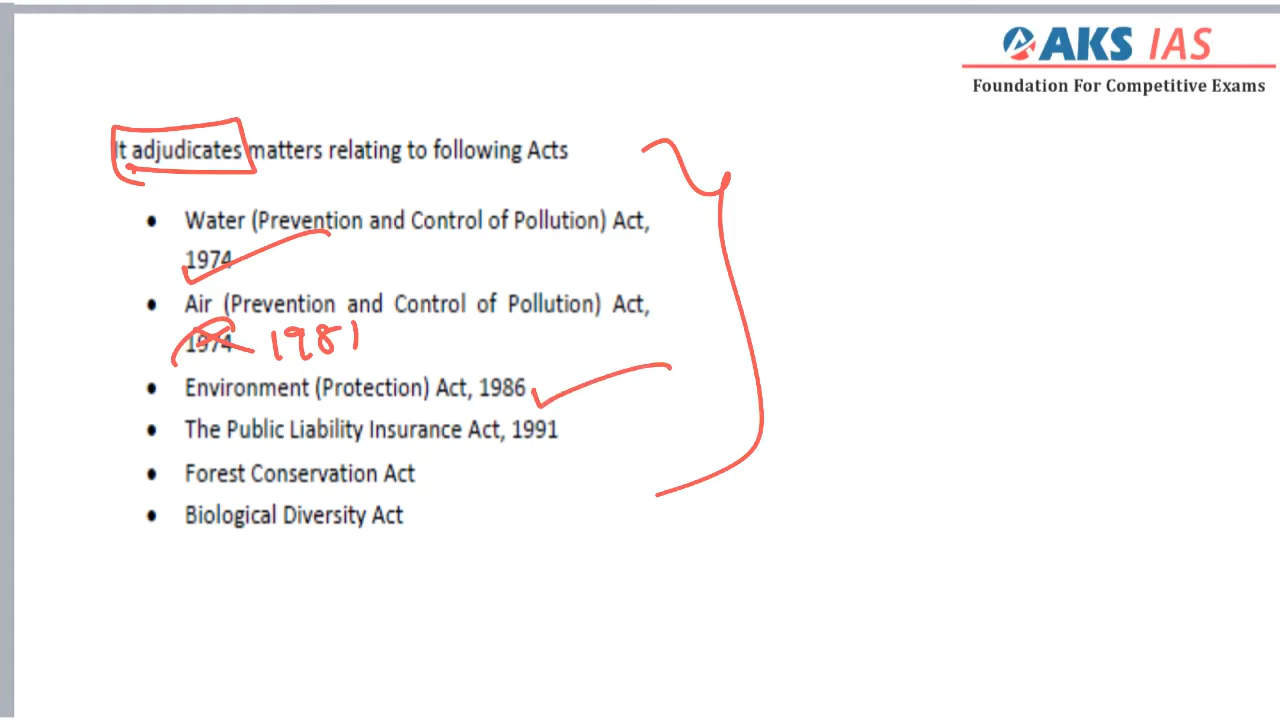 AKS IAS
Foundation For Competitive Exams
It adjudicates matters relating to following Acts
• Water (Prevention and Control of Pollution) Act,
1974
• Air (Prevention and Control of Pollution) Act,
1974 1981
• Environment (Protection) Act, 1986
• The Public Liability Insurance Act, 1991
• Forest Conservation Act
• Biological Diversity Act